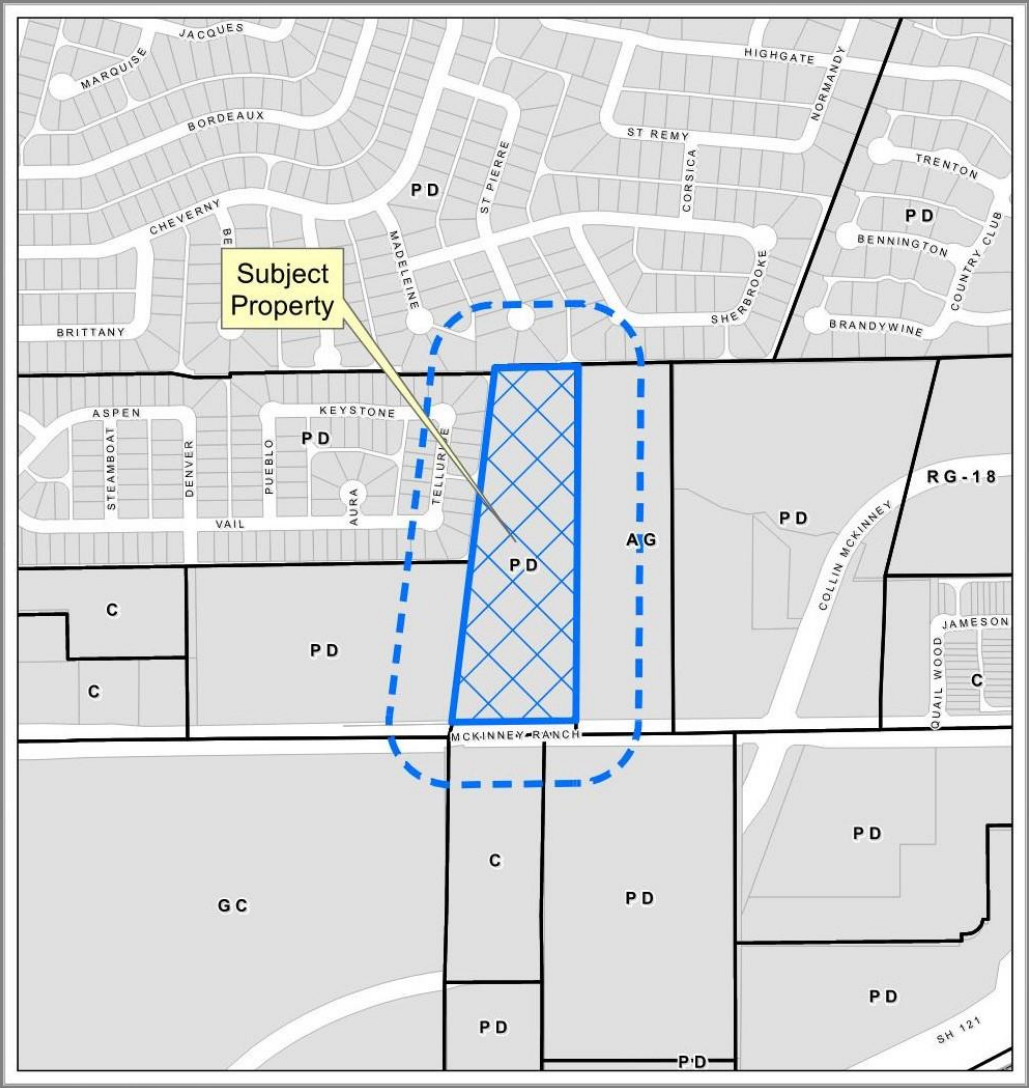 JACQUES
MARQUISE
HIGHGATE
NORMANDY
BORDEAUX
ST REMY
ST PIERRE
CORSICA
TRENTON
PD
CHEVERNY
BE
MADELEINE
PD
BENNINGTON
COUNTRY CLUB
Subject
Property
SHERBROOKE
BRITTANY
BRANDYWINE
ASPEN
KEYSTONE
STEAMBOAT
DENVER
PUEBLO
PD
TELLURIDE
AURA
VAIL
RG-18
PD
COLLIN MCKINNEY
AG
PD
C
PD
C
JAMESON
QUAIL WOOD
C
MCKINNEY RANCH
C
PD
GC
PD
PD
PD
SH 121
PD